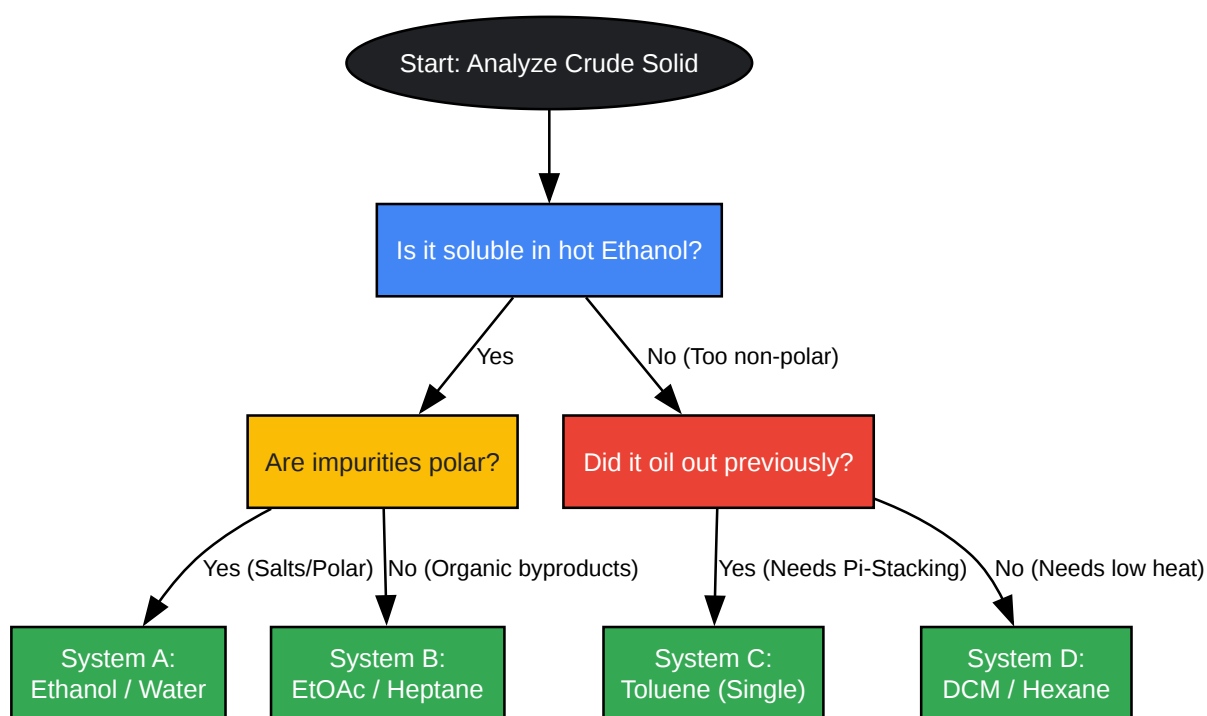 Start: Analyze Crude Solid
Is it soluble in hot Ethanol?
Yes
No (Too non-polar)
Are impurities polar?
Did it oil out previously?
Yes (Salts/Polar)
No (Organic byproducts)
Yes (Needs Pi-Stacking)
No (Needs low heat)
System A:
Ethanol / Water
System B:
EtOAc / Heptane
System C:
Toluene (Single)
System D:
DCM / Hexane